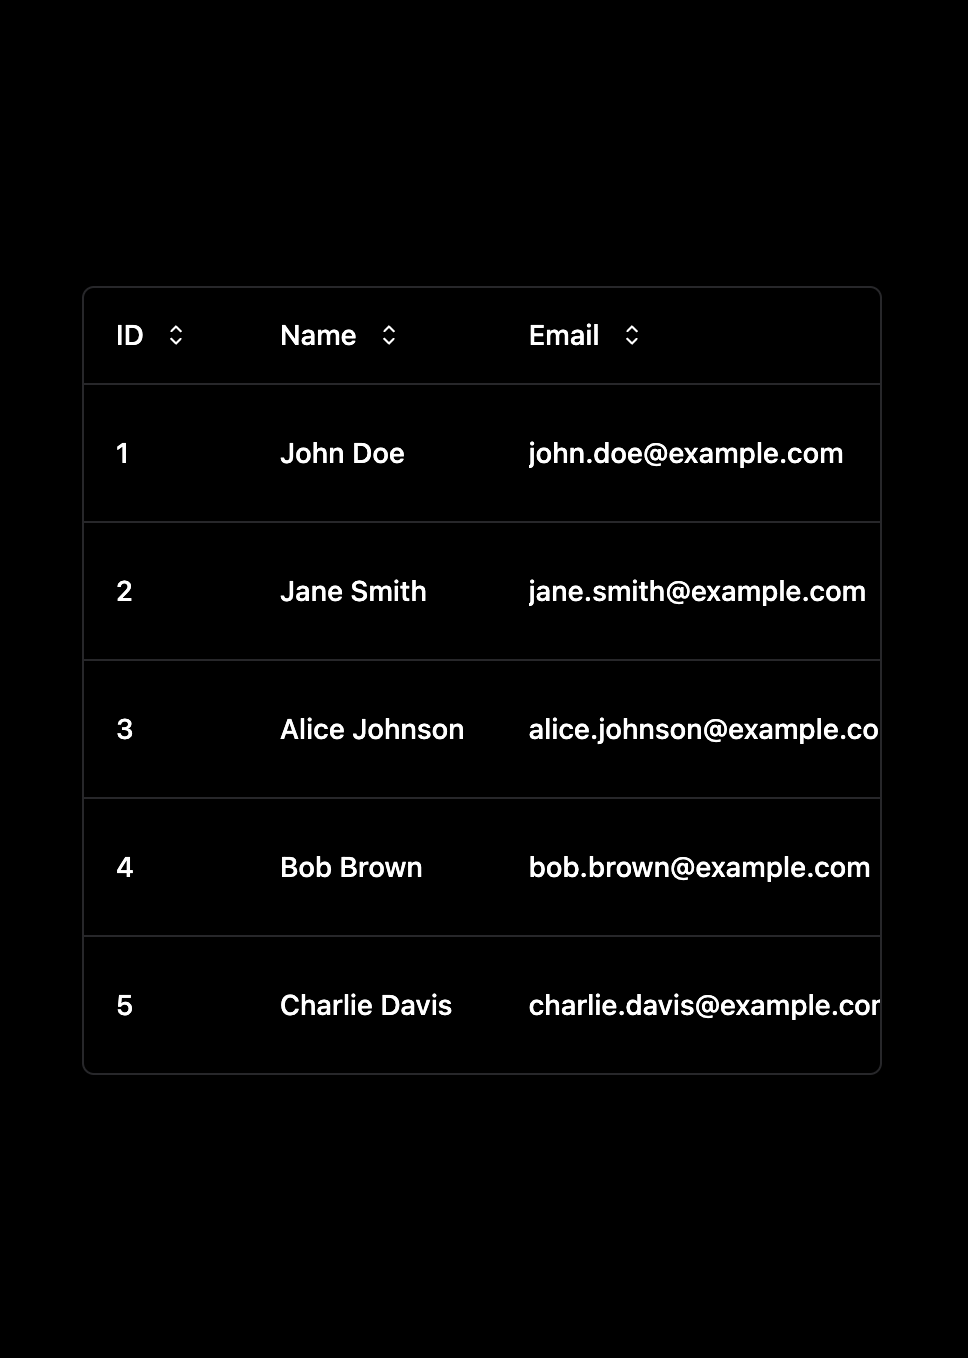 ID Name Email
1 John Doe john.doe@example.com
2 Jane Smith jane.smith@example.com
3 Alice Johnson alice.johnson@example.co
4 Bob Brown bob.brown@example.com
5 Charlie Davis charlie.davis@example.co